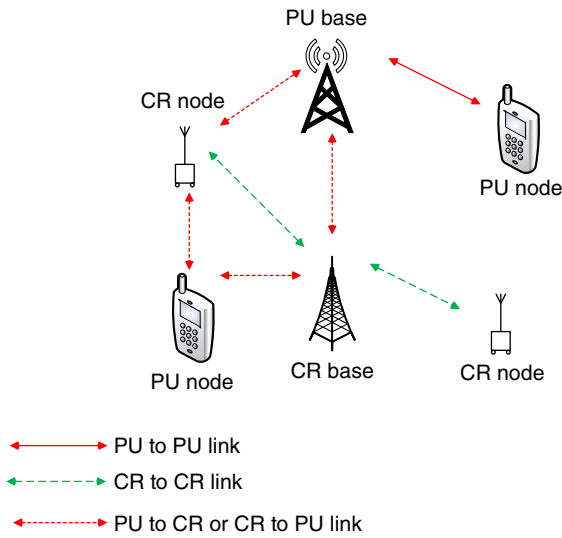 PU base
CR node
PU node
PU node
CR base
CR node
PU to PU link
CR to CR link
PU to CR or CR to PU link